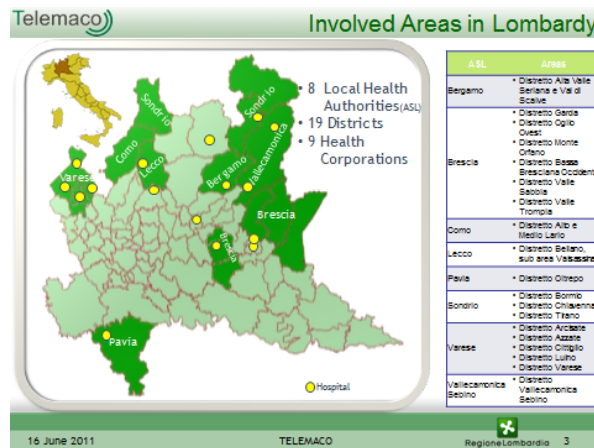 Telemaco
Involved Areas in Lombardy
• 8 Local Health
Authorities(ASL)
• 19 Districts
• 9 Health
Corporations
Sondrio
Sondrio
Como
Lecco
Varese
Bergamo
Vallecamonica
Brescia
Brescia
Pavia
Hospital
ASL Areas
Bergamo
• Distretto Alta Valle
Seriana e Val di
Scalve
Brescia
• Distretto Garda
• Distretto Oglio
Ovest
• Distretto Monte
Orfano
• Distretto Bassa
Bresciana Occident
• Distretto Valle
Sabbia
• Distretto Valle
Trompia
Como
• Distretto Alto e
Medio Lario
Lecco
• Distretto Bellano,
sub area Valsassina
Pavia
• Distretto Oltrepo
Sondrio
• Distretto Bormio
• Distretto Chiavenna
• Distretto Tirano
Varese
• Distretto Arcisate
• Distretto Azzate
• Distretto Cittiglio
• Distretto Luino
• Distretto Varese
Vallecamonica
Sebino
• Distretto
Vallecamonica
Sebino
16 June 2011
TELEMACO
RegioneLombardia
3